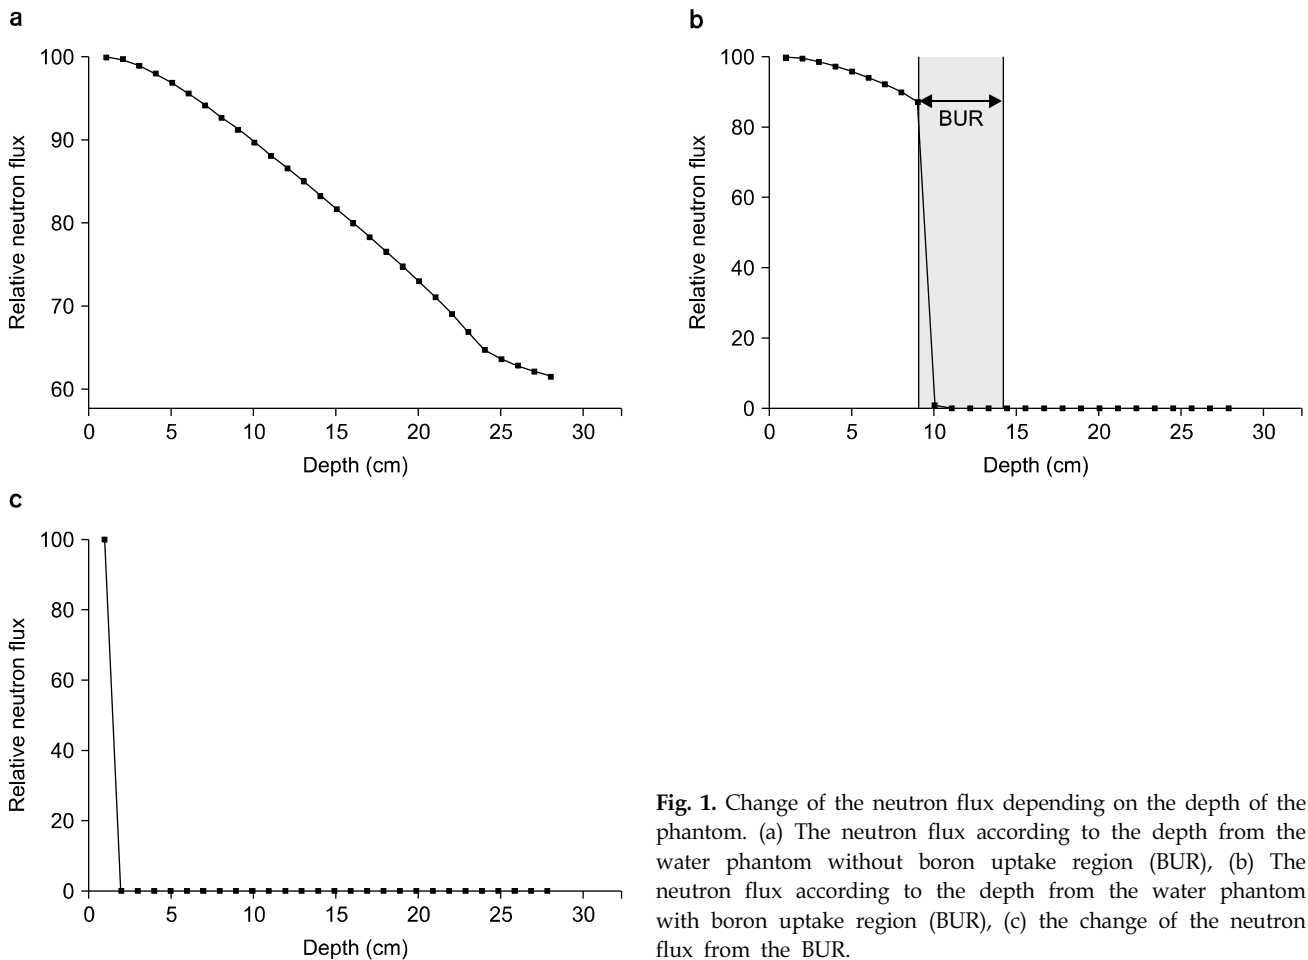 a
100
90
80
70
60
0 5 10 15 20 25 30
Relative neutron flux
Depth (cm)
b
100
80
60
40
20
0
0 5 10 15 20 25 30
Relative neutron flux
Depth (cm)
BUR
c
100
80
60
40
20
0
0 5 10 15 20 25 30
Relative neutron flux
Depth (cm)
Fig. 1. Change of the neutron flux depending on the depth of the
phantom. (a) The neutron flux according to the depth from the
water phantom without boron uptake region (BUR), (b) The
neutron flux according to the depth from the water phantom
with boron uptake region (BUR), (c) the change of the neutron
flux from the BUR.